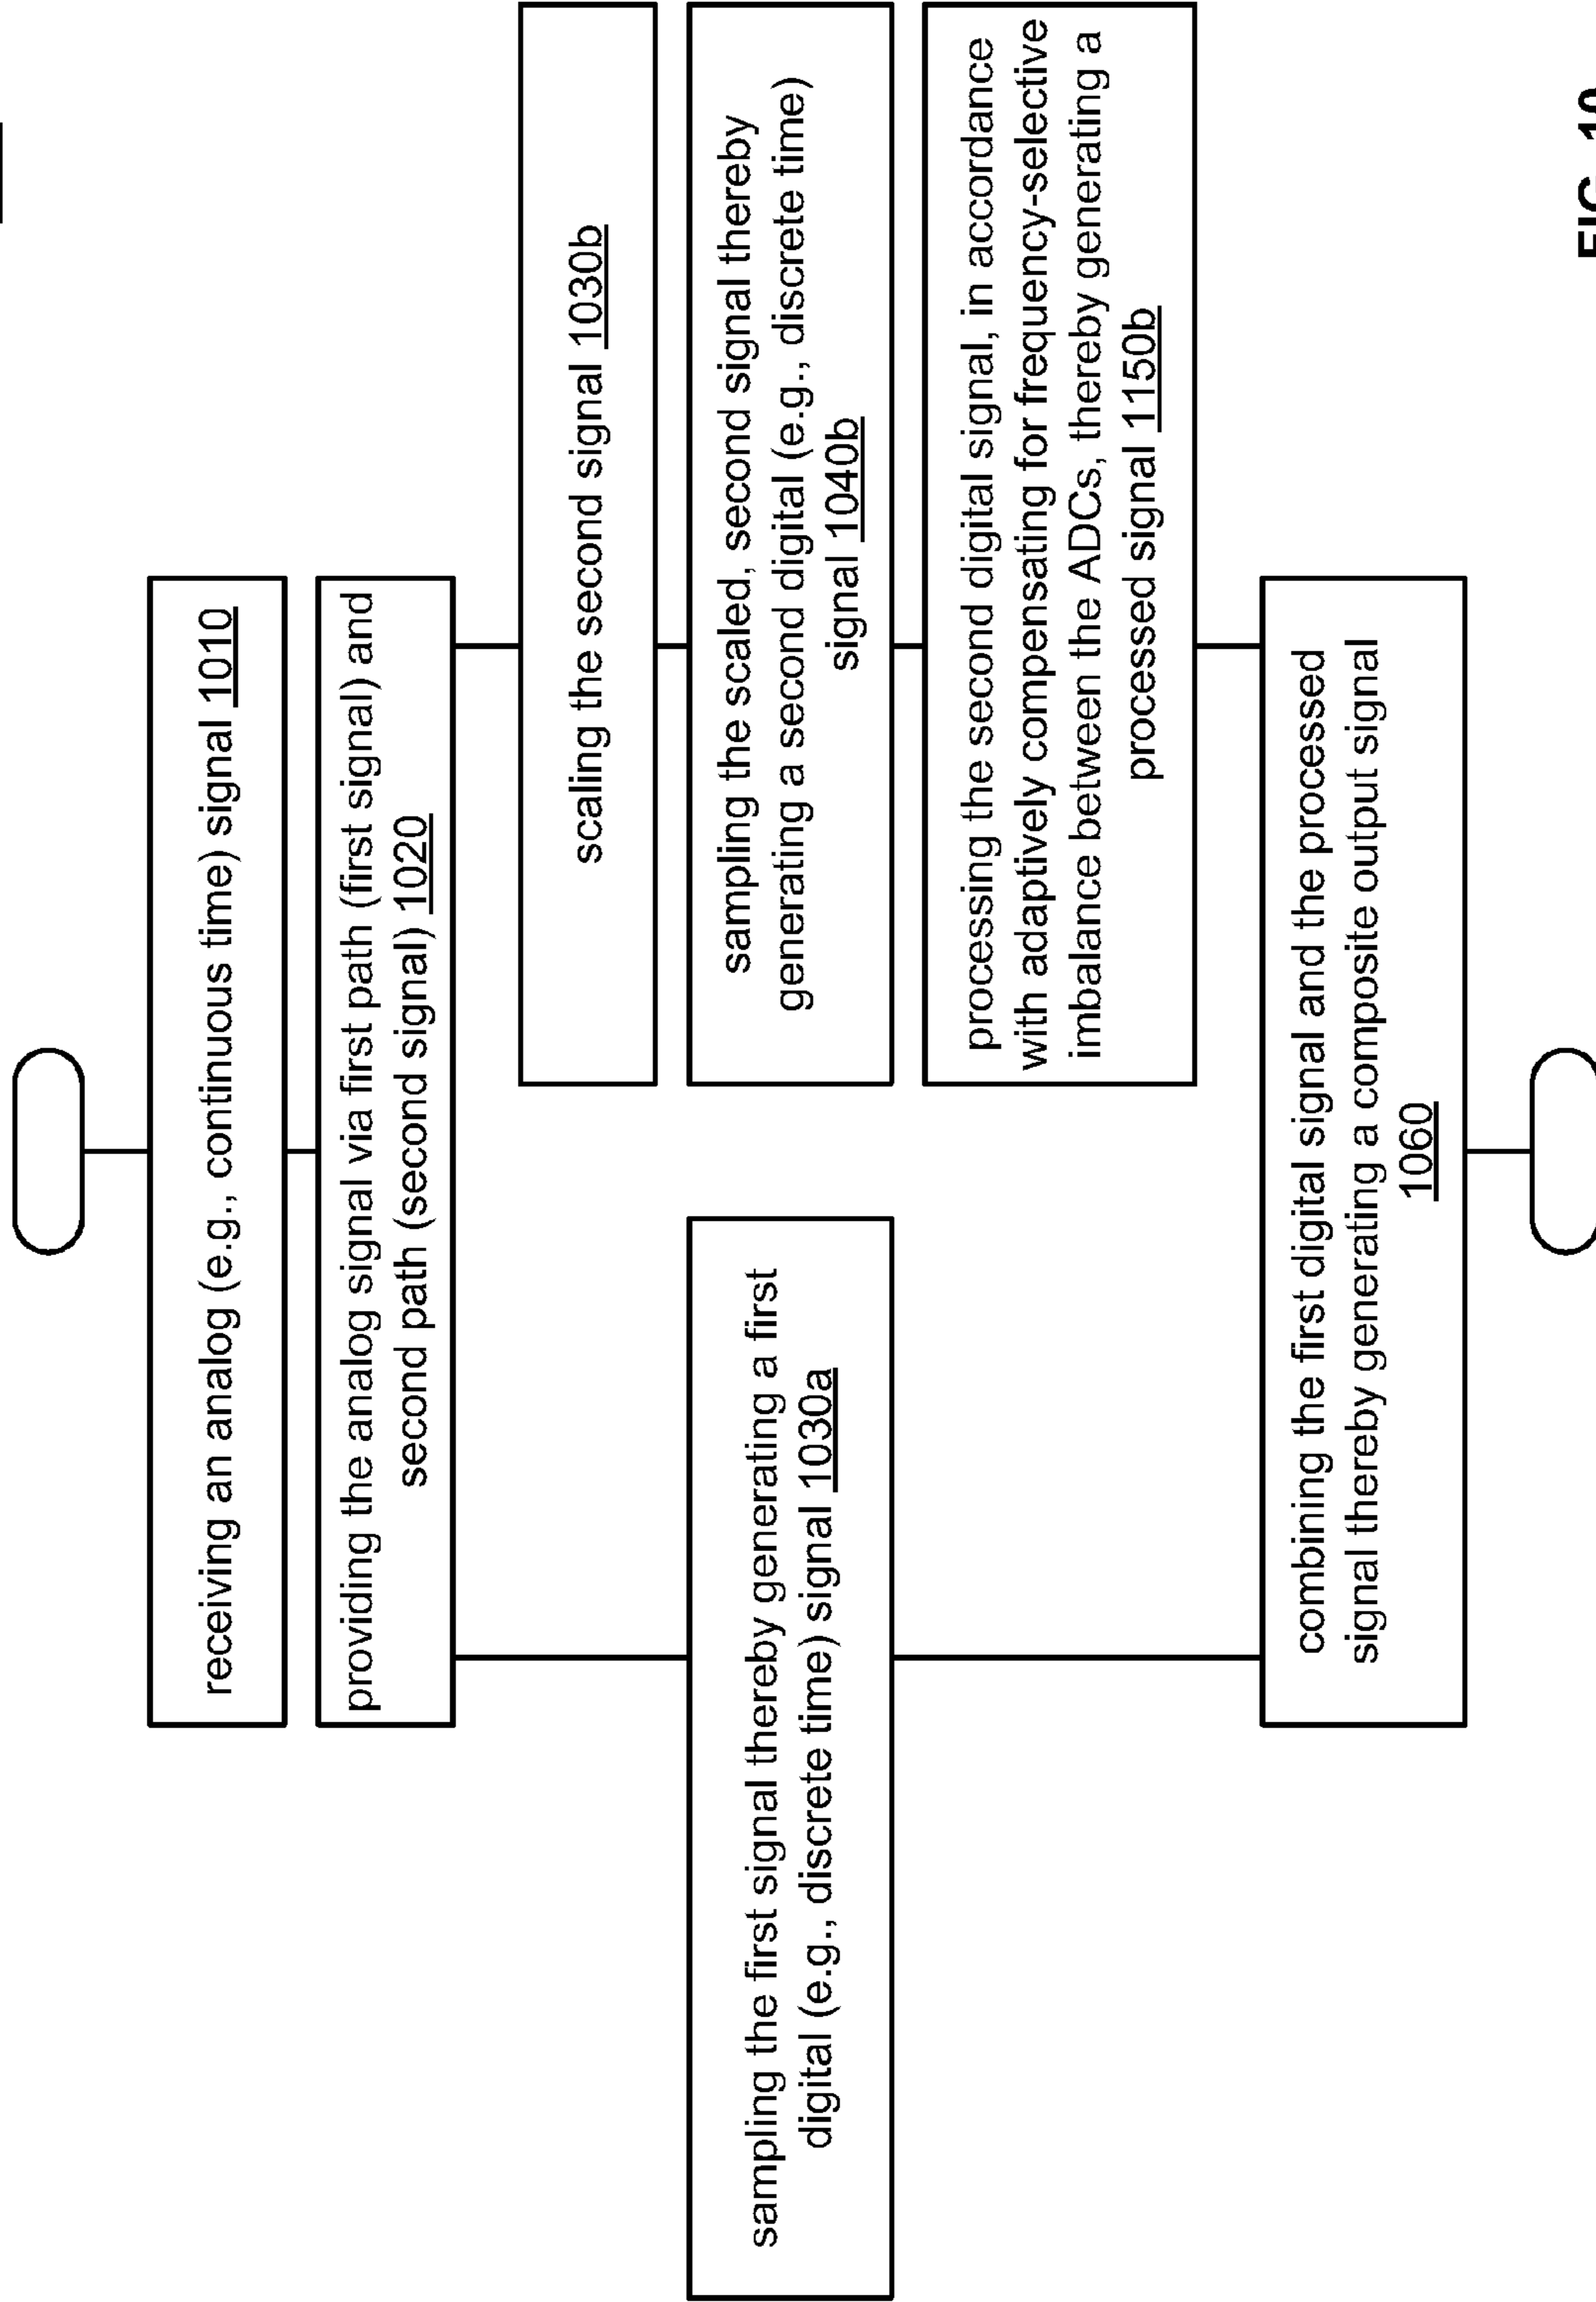 receiving an analog (e.g., continuous time) signal 1010
providing the analog signal via first path (first signal) and
second path (second signal) 1020
scaling the second signal 1030b
sampling the first signal thereby generating a first
digital (e.g., discrete time) signal 1030a
sampling the scaled, second signal thereby
generating a second digital (e.g., discrete time)
signal 1040b
processing the second digital signal, in accordance
with adaptively compensating for frequency-selective
imbalance between the ADCs, thereby generating a
processed signal 1150b
combining the first digital signal and the processed
signal thereby generating a composite output signal
1060
FIG. 10